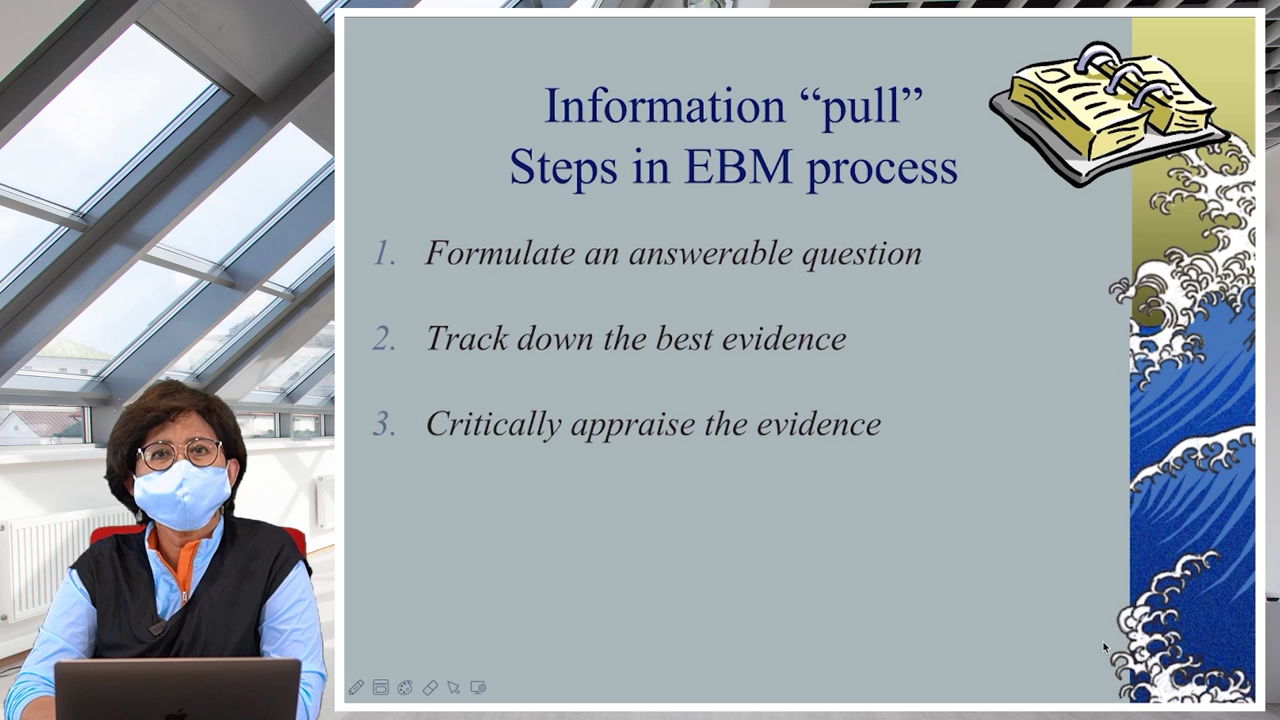 Information “pull”
Steps in EBM process
1. Formulate an answerable question
2. Track down the best evidence
3. Critically appraise the evidence